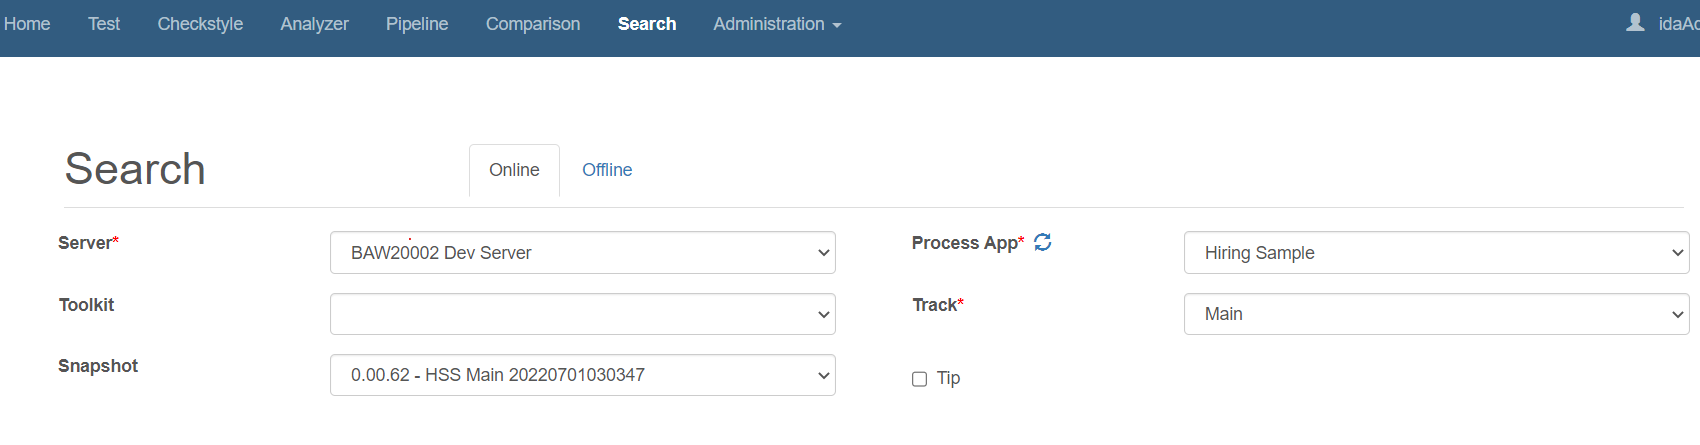 Home Test Checkstyle Analyzer Pipeline Comparison Search Administration
Search Online Offline
Server* BAW20002 Dev Server Process App* Hiring Sample
Toolkit Track* Main
Snapshot 0.00.62 - HSS Main 20220701030347 Tip